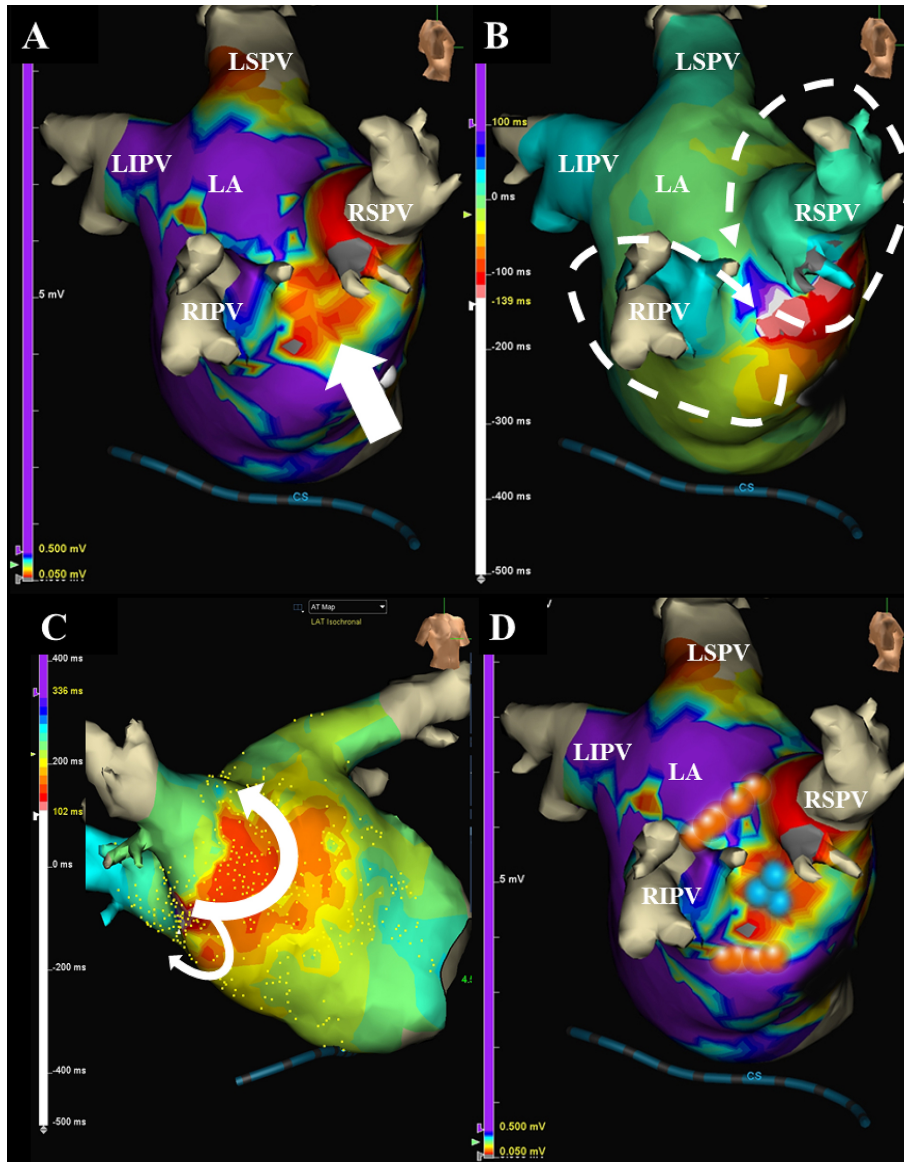 A
LSPV
LIPV
LA
RSPV
RIPV
5 mV
CS
0.500 mV
0.050 mV
B
LSPV
100 ms
LIPV
LA
0 ms
RSPV
-100 ms
-139 ms
RIPV
-200 ms
-300 ms
-400 ms
CS
-500 ms
C
AT Map
LAT Isochronal
400 ms
336 ms
200 ms
102 ms
0 ms
-200 ms
-400 ms
-500 ms
D
LSPV
LIPV
LA
RSPV
RIPV
5 mV
CS
0.500 mV
0.050 mV